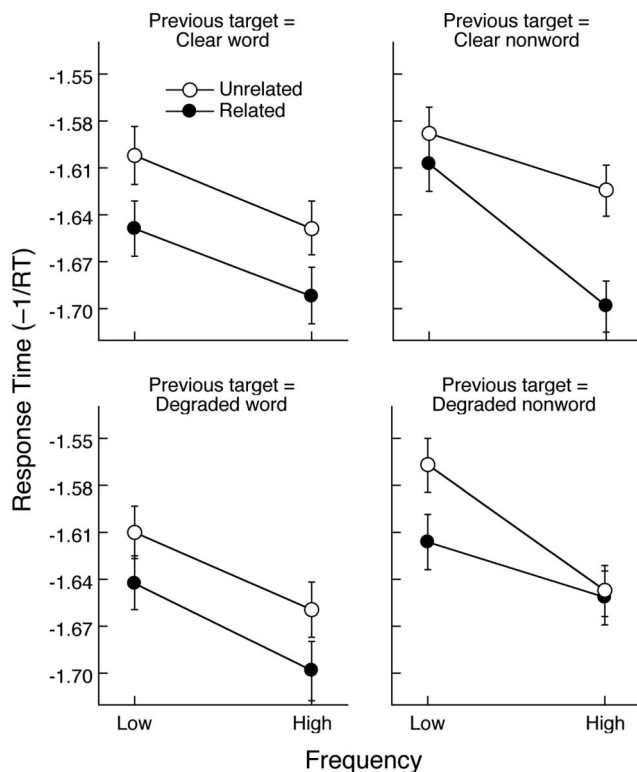 Previous target =
Clear word
Previous target =
Clear nonword
Unrelated
Related
-1.55
-1.58
-1.61
-1.64
-1.67
-1.70
Response Time (−1/RT)
Previous target =
Degraded word
Previous target =
Degraded nonword
-1.55
-1.58
-1.61
-1.64
-1.67
-1.70
Low
High
Low
High
Frequency